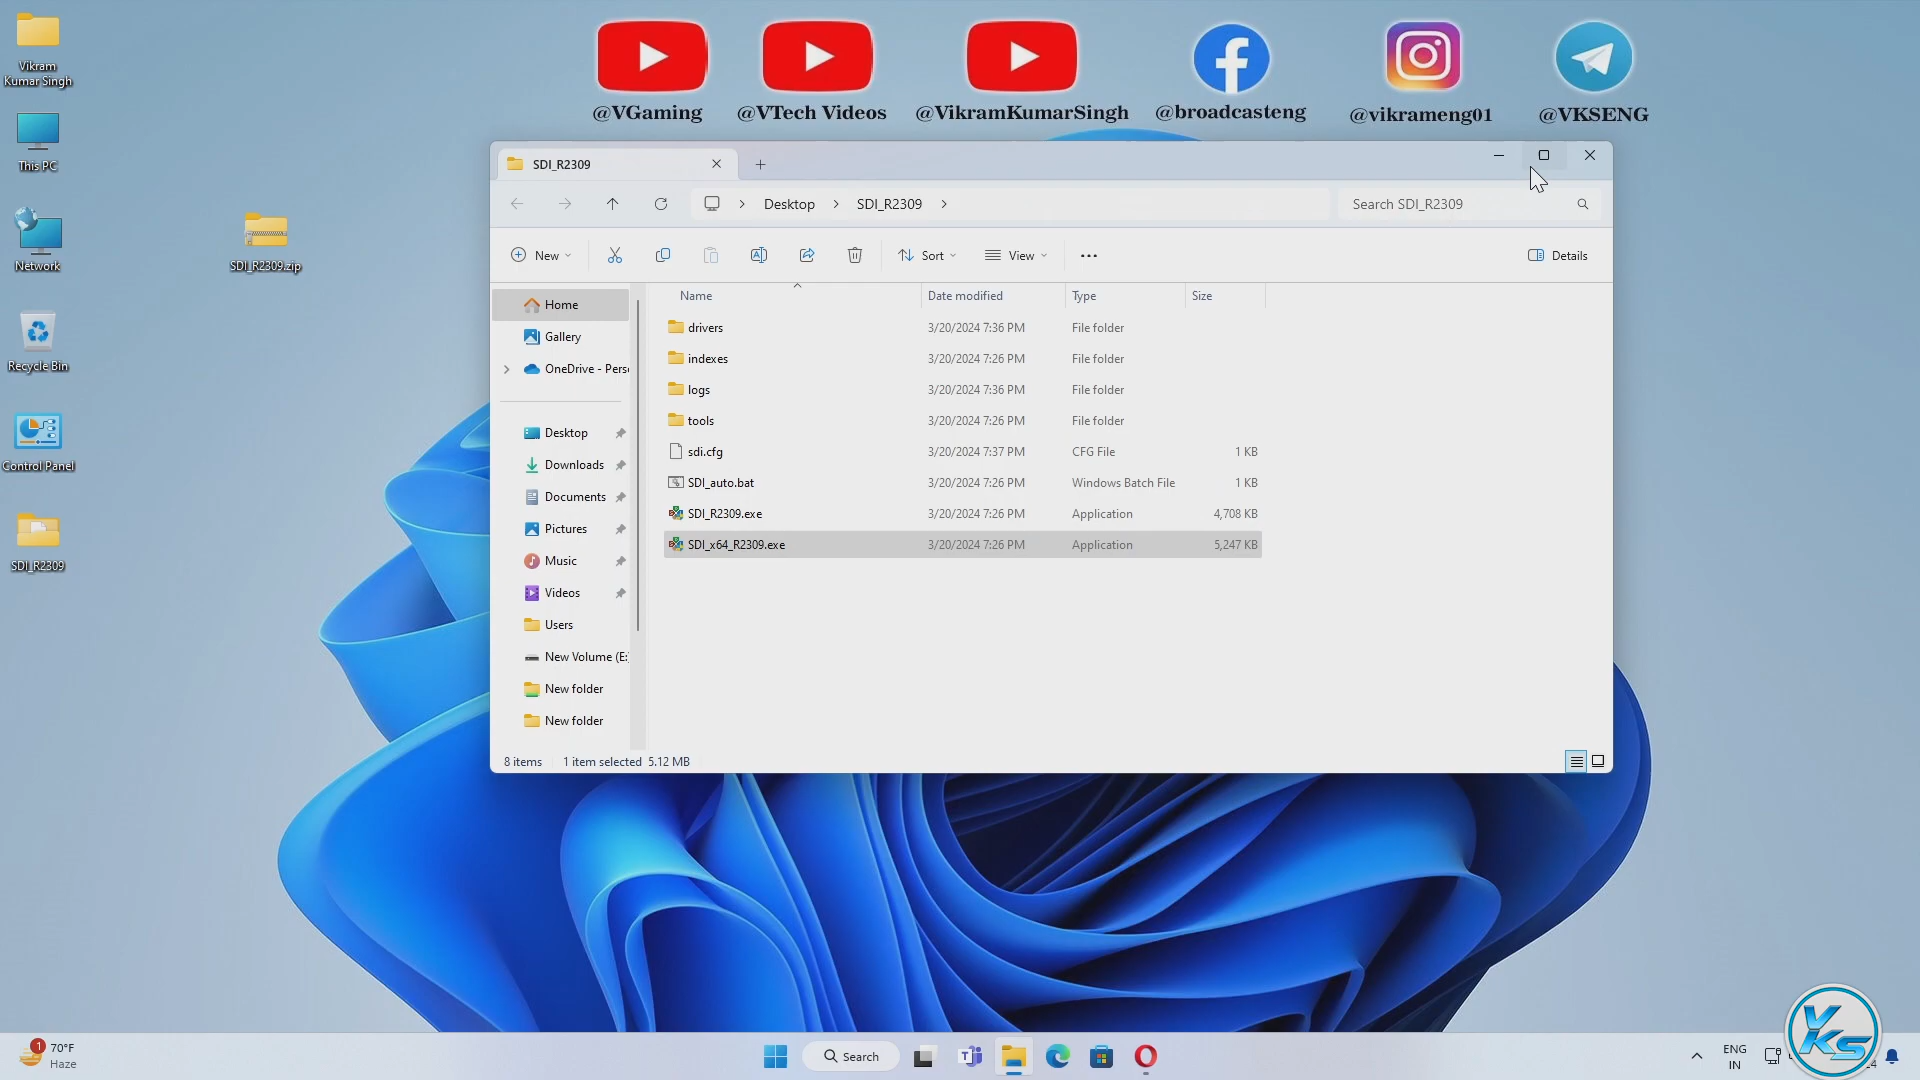 Vikram
Kumar Singh
This PC
Network
Recycle Bin
Control Panel
SDI_R2309
SDI_R2309.zip
@VGaming
@VTech Videos
@VikramKumarSingh
@broadcasteng
@vikrameng01
@VKSENG
SDI_R2309
Desktop
SDI_R2309
Search SDI_R2309
New
Sort
View
Details
Home
Gallery
OneDrive - Pers
Desktop
Downloads
Documents
Pictures
Music
Videos
Users
New Volume (E:
New folder
New folder
Name Date modified Type Size
drivers 3/20/2024 7:36 PM File folder
indexes 3/20/2024 7:26 PM File folder
logs 3/20/2024 7:36 PM File folder
tools 3/20/2024 7:26 PM File folder
sdi.cfg 3/20/2024 7:37 PM CFG File 1 KB
SDI_auto.bat 3/20/2024 7:26 PM Windows Batch File 1 KB
SDI_R2309.exe 3/20/2024 7:26 PM Application 4,708 KB
SDI_x64_R2309.exe 3/20/2024 7:26 PM Application 5,247 KB
8 items 1 item selected 5.12 MB
1
70°F
Haze
Search
ENG
IN
VKS